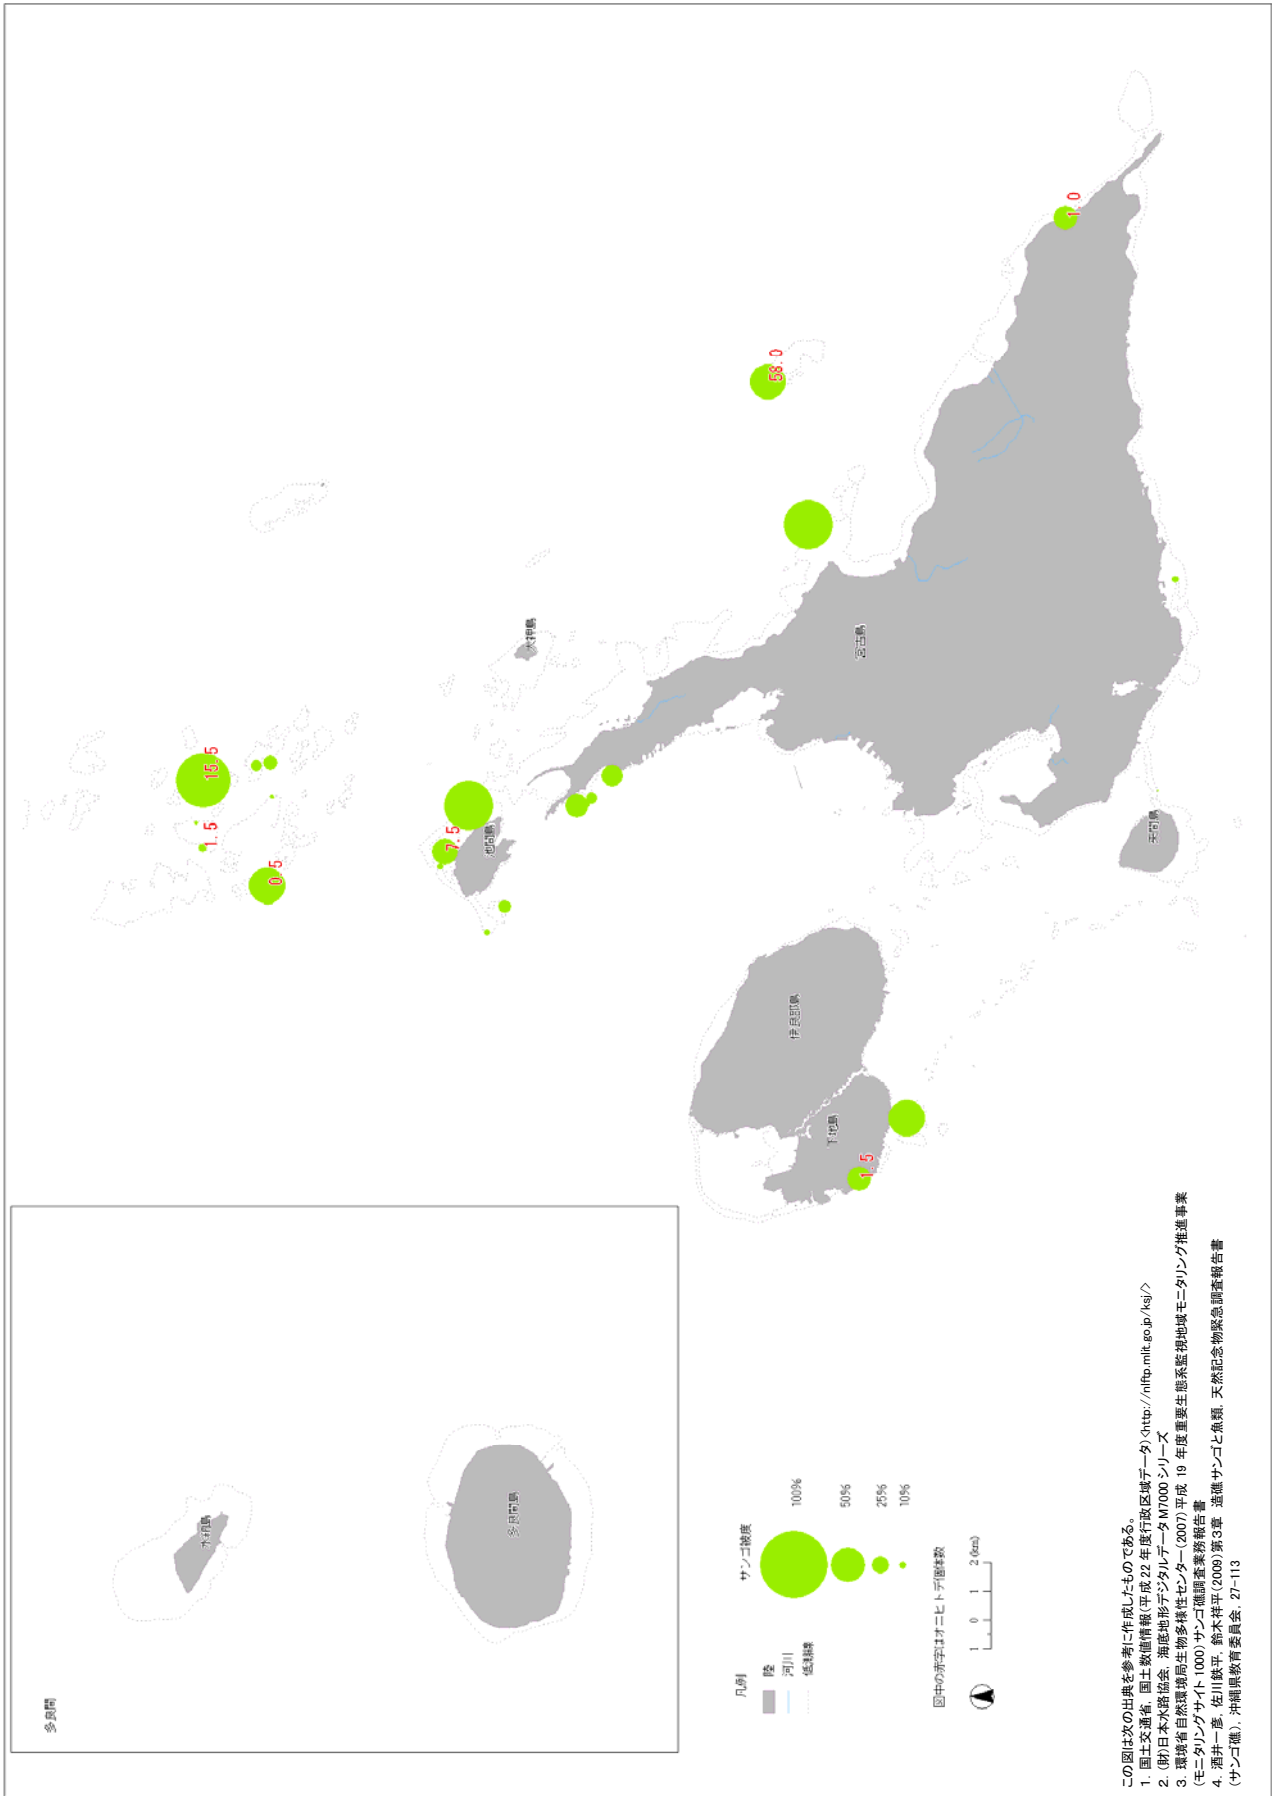 多良間
水納島
多良間島
15.5
1.5
0.5
7.5
池間島
大神島
58.0
1.0
宮古島
伊良部島
下地島
1.5
来間島
凡例
陸
河川
低潮線
サンゴ被度
100%
50%
25%
10%
図中の赤字はオニヒトデ個体数
1 0 1 2 (km)
この図は次の出典を参考に作成したものである。
1. 国土交通省, 国土数値情報(平成 22 年度行政区域データ)<http://nlftp.mlit.go.jp/ksj/>
2. (財)日本水路協会, 海底地形デジタルデータ M7000 シリーズ
3. 環境省自然環境局生物多様性センター(2007)平成 19 年度重要生態系監視地域モニタリング推進事業
(モニタリングサイト 1000)サンゴ礁調査業務報告書
4. 酒井一彦, 佐川鉄平, 鈴木祥平(2009)第3章 造礁サンゴと魚類, 天然記念物緊急調査報告書
(サンゴ礁), 沖縄県教育委員会, 27-113